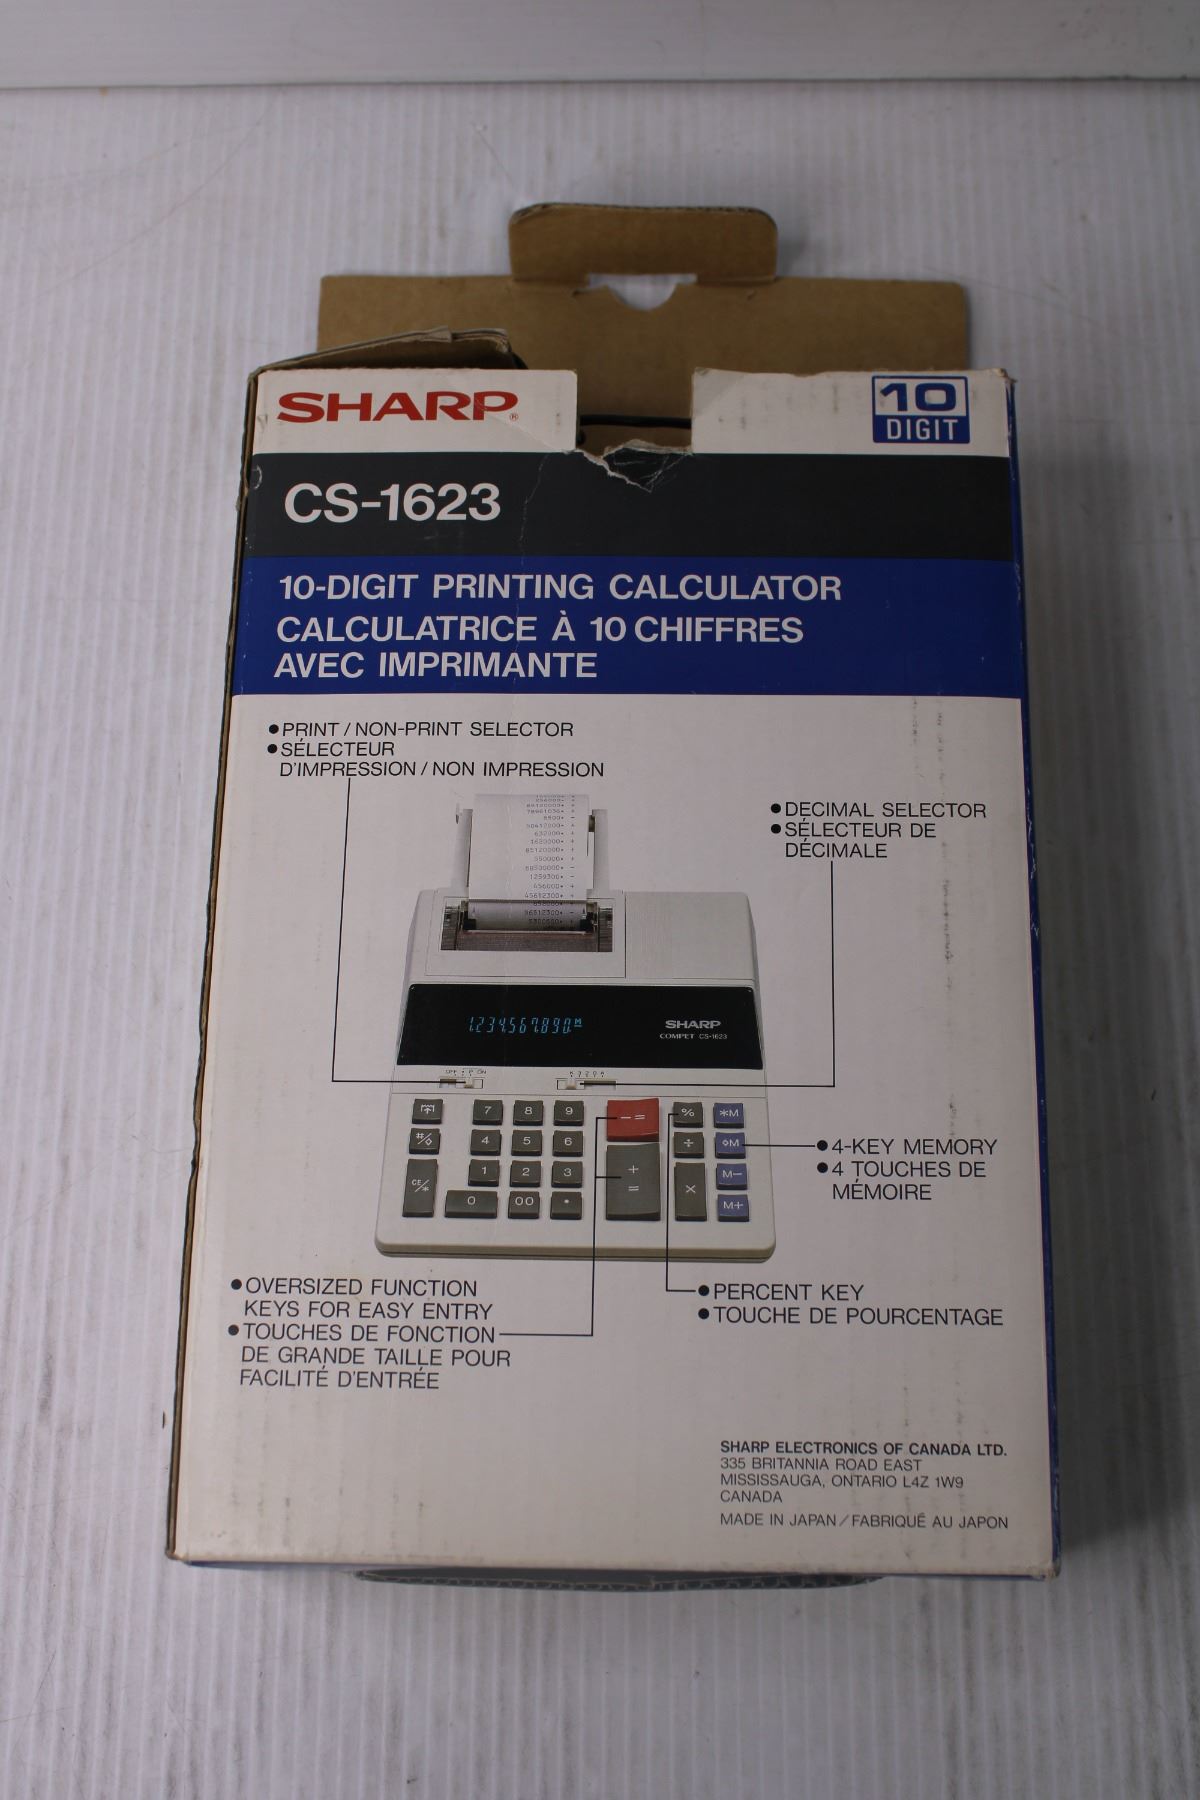 SHARP®
10
DIGIT
CS-1623
10-DIGIT PRINTING CALCULATOR
CALCULATRICE À 10 CHIFFRES
AVEC IMPRIMANTE
●PRINT / NON-PRINT SELECTOR
●SÉLECTEUR
D'IMPRESSION / NON IMPRESSION
●DECIMAL SELECTOR
●SÉLECTEUR DE
DÉCIMALE
1234567890. M
SHARP
COMPET CS-1623
OFF • P ON
7 8 9 -= % *M
#/◊ 4 5 6 ÷ ◊M
CE/* 1 2 3 + = × M-
0 00 • M+
●4-KEY MEMORY
●4 TOUCHES DE
MÉMOIRE
●OVERSIZED FUNCTION
KEYS FOR EASY ENTRY
●TOUCHES DE FONCTION
DE GRANDE TAILLE POUR
FACILITÉ D'ENTRÉE
●PERCENT KEY
●TOUCHE DE POURCENTAGE
SHARP ELECTRONICS OF CANADA LTD.
335 BRITANNIA ROAD EAST
MISSISSAUGA, ONTARIO L4Z 1W9
CANADA
MADE IN JAPAN / FABRIQUÉ AU JAPON